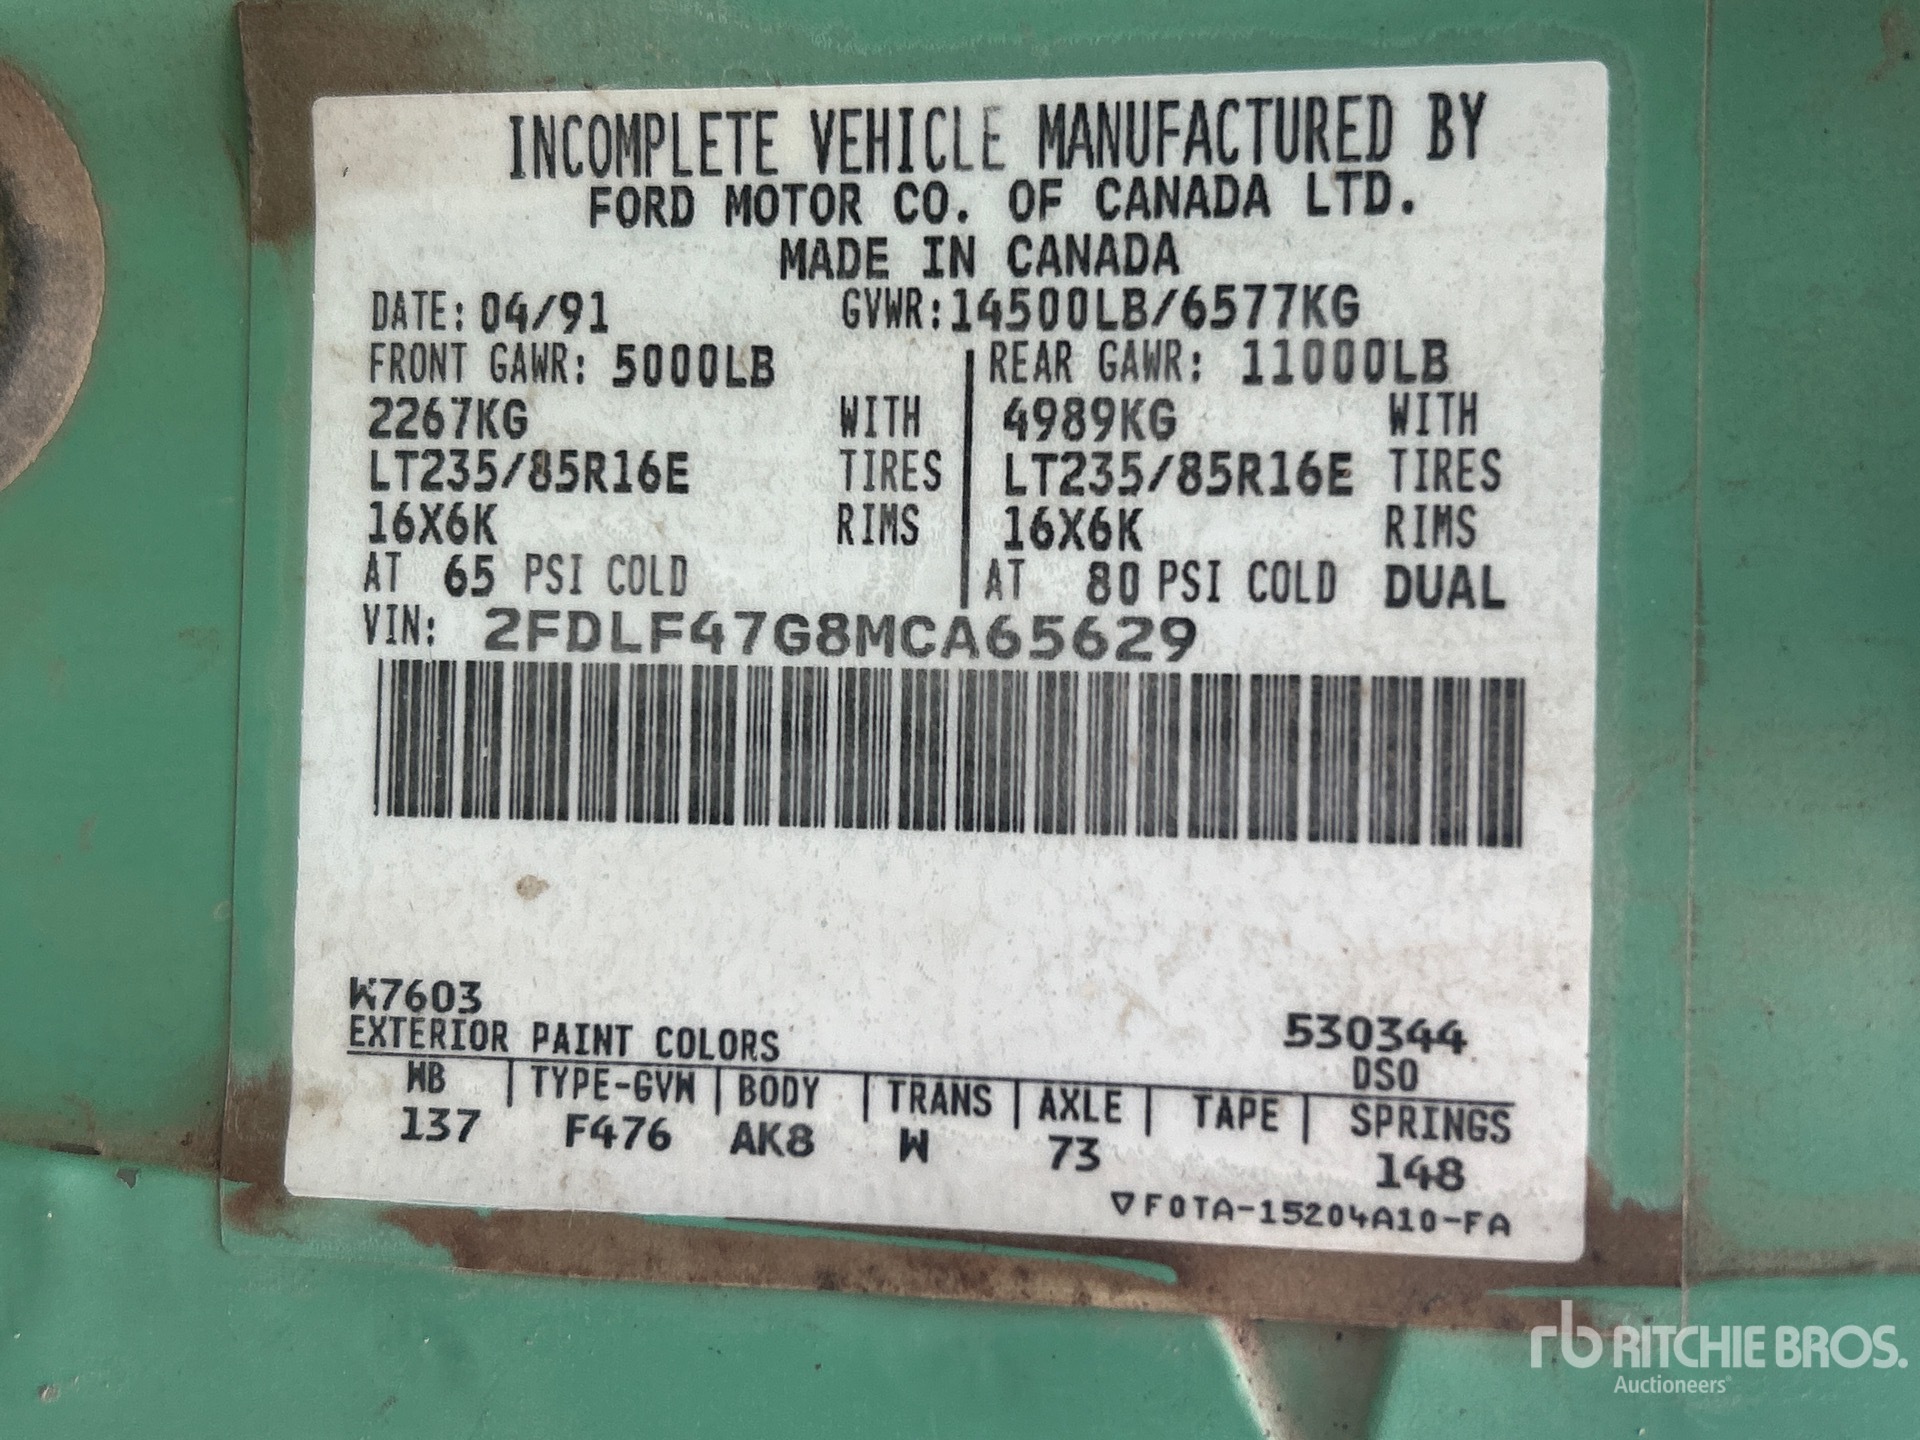 INCOMPLETE VEHICLE MANUFACTURED BY
FORD MOTOR CO. OF CANADA LTD.
MADE IN CANADA
DATE: 04/91 GVWR: 14500LB/6577KG
FRONT GAWR: 5000LB REAR GAWR: 11000LB
2267KG WITH 4989KG WITH
LT235/85R16E TIRES LT235/85R16E TIRES
16X6K RIMS 16X6K RIMS
AT 65 PSI COLD AT 80 PSI COLD DUAL
VIN: 2FDLF47G8MCA65629
W7603
EXTERIOR PAINT COLORS 530344
DSO
WB | TYPE-GVW | BODY | TRANS | AXLE | TAPE | SPRINGS
137 F476 AK8 W 73 148
▽F0TA-15204A10-FA
rb RITCHIE BROS.
Auctioneers